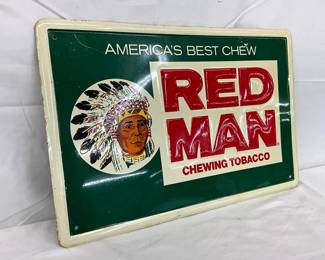 AMERICA'S BEST CHEW
RED
MAN
CHEWING TOBACCO